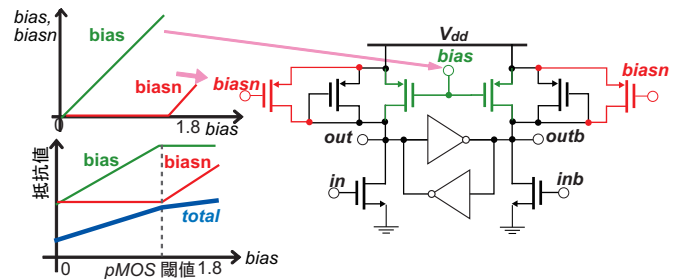 bias,
biasn
bias
biasn
0
1.8 bias
抵抗値
bias
biasn
total
0
pMOS 閾値 1.8
bias
Vdd
bias
biasn
biasn
out
outb
in
inb